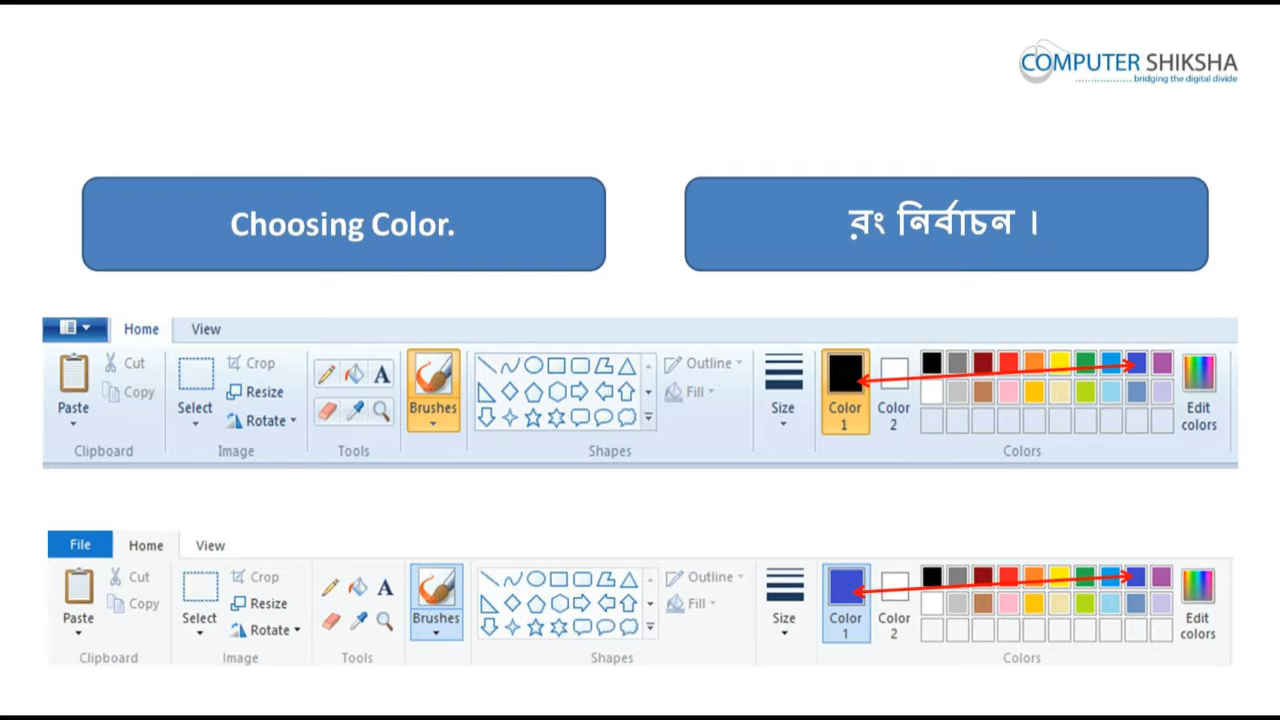 COMPUTER SHIKSHA
bridging the digital divide
Choosing Color.
রং নির্বাচন ।
Home View
Cut
Copy
Paste
Clipboard
Crop
Resize
Rotate
Select
Image
A
Tools
Brushes
Outline
Fill
Shapes
Size
Color 1
Color 2
Edit colors
Colors
File Home View
Cut
Copy
Paste
Clipboard
Crop
Resize
Rotate
Select
Image
A
Tools
Brushes
Outline
Fill
Shapes
Size
Color 1
Color 2
Edit colors
Colors